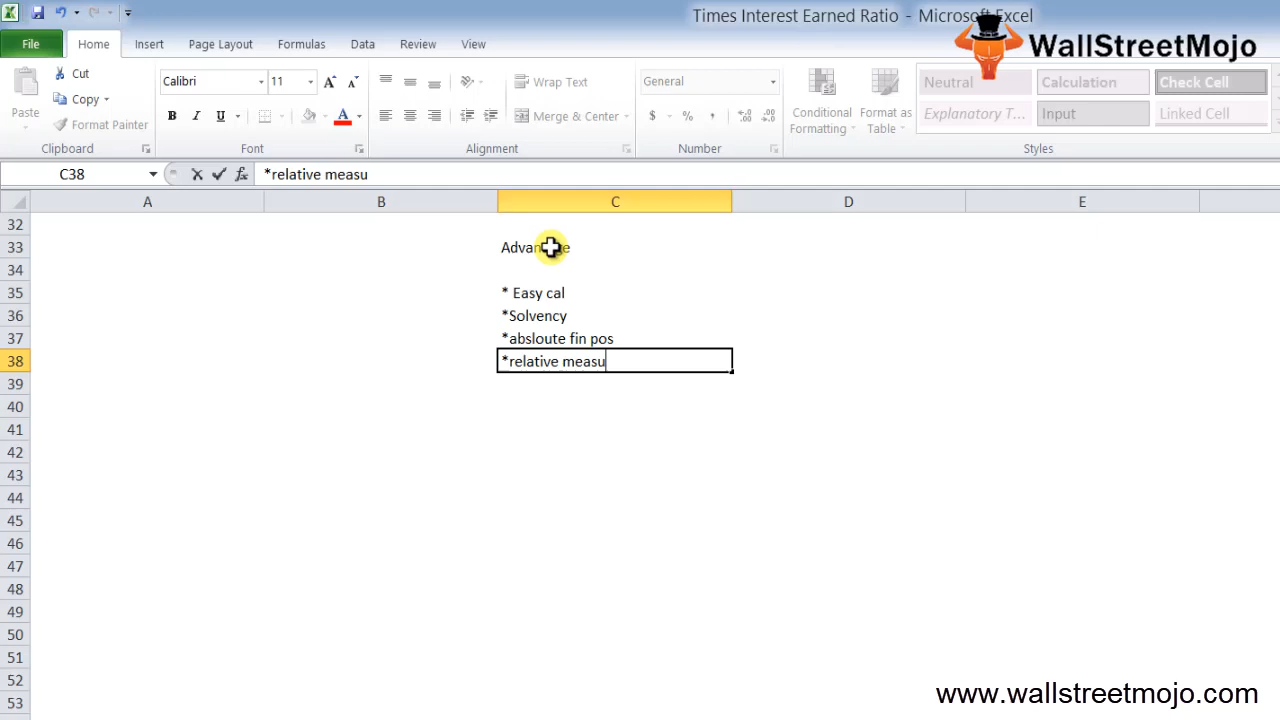 Times Interest Earned Ratio - Microsoft Excel
WallStreetMojo
File Home Insert Page Layout Formulas Data Review View
Cut
Copy
Format Painter
Paste
Clipboard
Calibri 11
A A
B I U A
Font
Wrap Text
Merge & Center
Alignment
General
$ % ,
Number
Conditional Formatting
Format as Table
Neutral Calculation Check Cell
Explanatory T... Input Linked Cell
Styles
C38 fx *relative measu
A B C D E
32
33 Advan e
34
35 * Easy cal
36 *Solvency
37 *absloute fin pos
38 *relative measu
39
40
41
42
43
44
45
46
47
48
49
50
51
52
53
www.wallstreetmojo.com